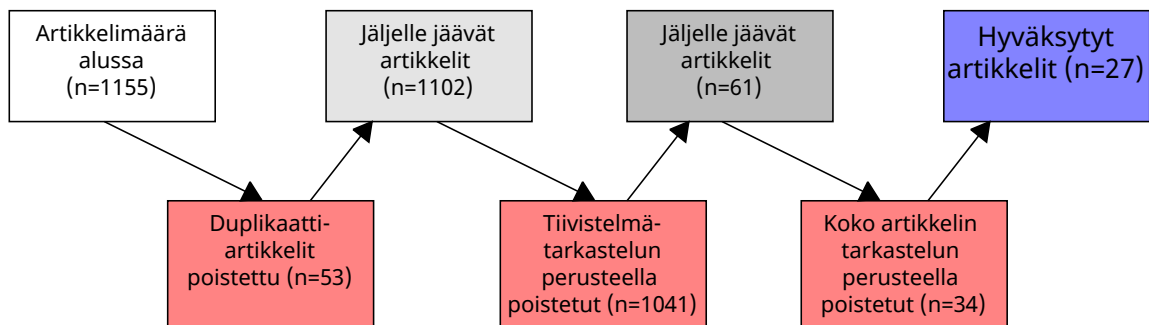 Artikkelimäärä
alussa
(n=1155)
Jäljelle jäävät
artikkelit
(n=1102)
Jäljelle jäävät
artikkelit
(n=61)
Hyväksytyt
artikkelit (n=27)
Duplikaatti-
artikkelit
poistettu (n=53)
Tiivistelmä-
tarkastelun
perusteella
poistetut (n=1041)
Koko artikkelin
tarkastelun
perusteella
poistetut (n=34)